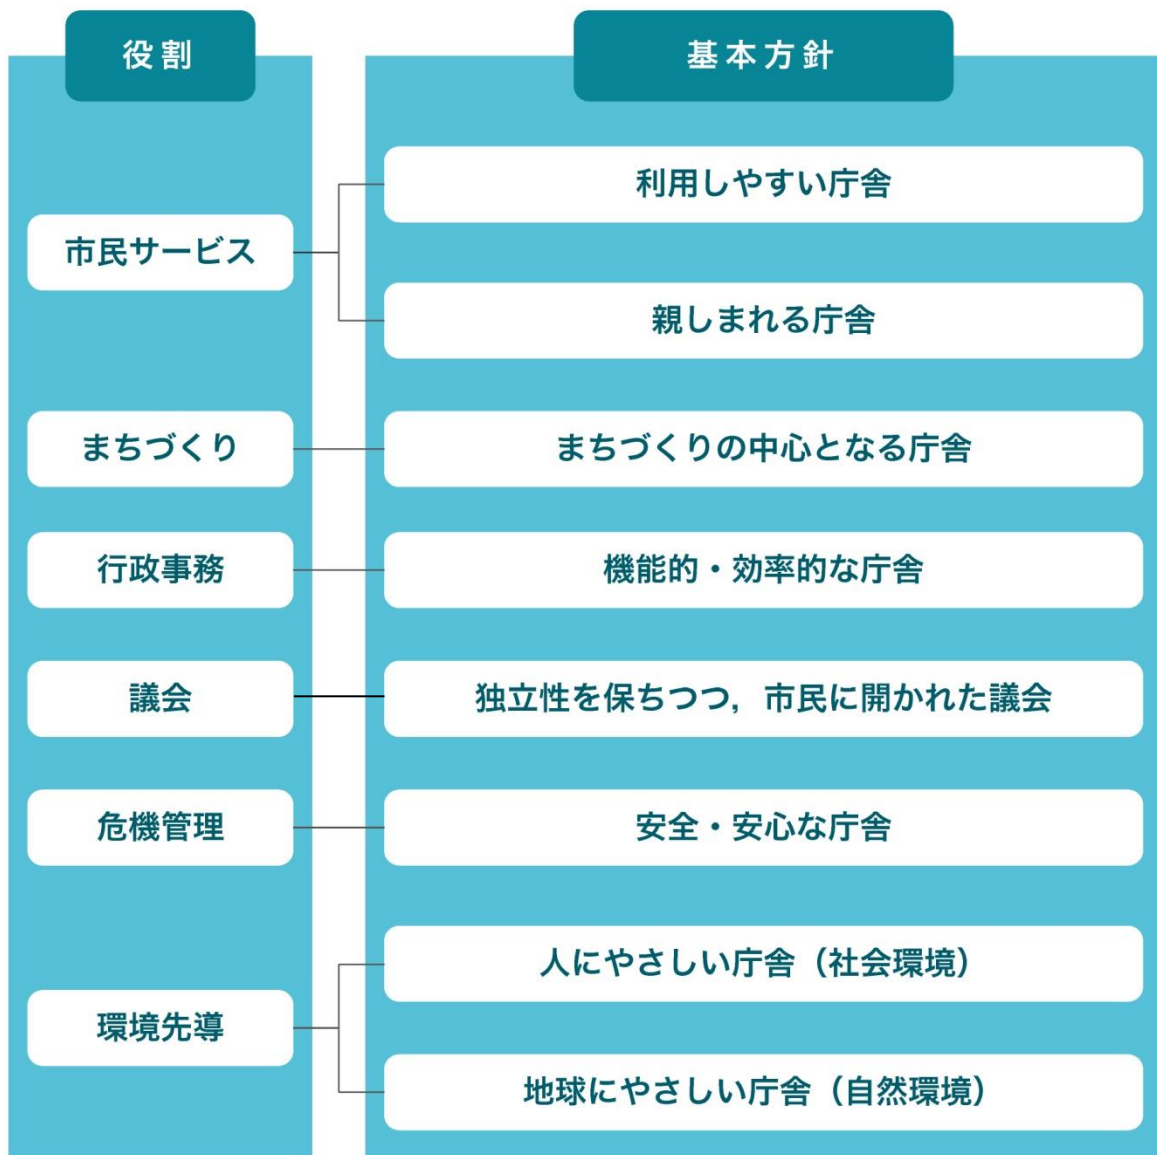 役割
基本方針
市民サービス
利用しやすい庁舎
親しまれる庁舎
まちづくり
まちづくりの中心となる庁舎
行政事務
機能的・効率的な庁舎
議会
独立性を保ちつつ，市民に開かれた議会
危機管理
安全・安心な庁舎
環境先導
人にやさしい庁舎（社会環境）
地球にやさしい庁舎（自然環境）